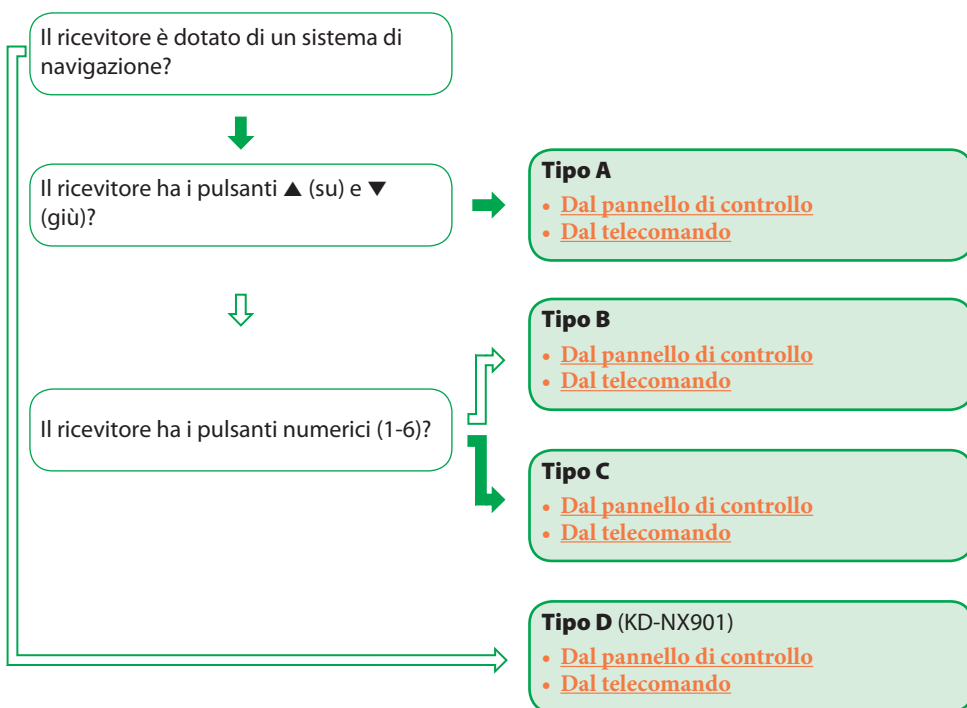 Il ricevitore è dotato di un sistema di
navigazione?
Il ricevitore ha i pulsanti ▲ (su) e ▼
(giù)?
Tipo A
• Dal pannello di controllo
• Dal telecomando
Tipo B
• Dal pannello di controllo
• Dal telecomando
Il ricevitore ha i pulsanti numerici (1-6)?
Tipo C
• Dal pannello di controllo
• Dal telecomando
Tipo D (KD-NX901)
• Dal pannello di controllo
• Dal telecomando